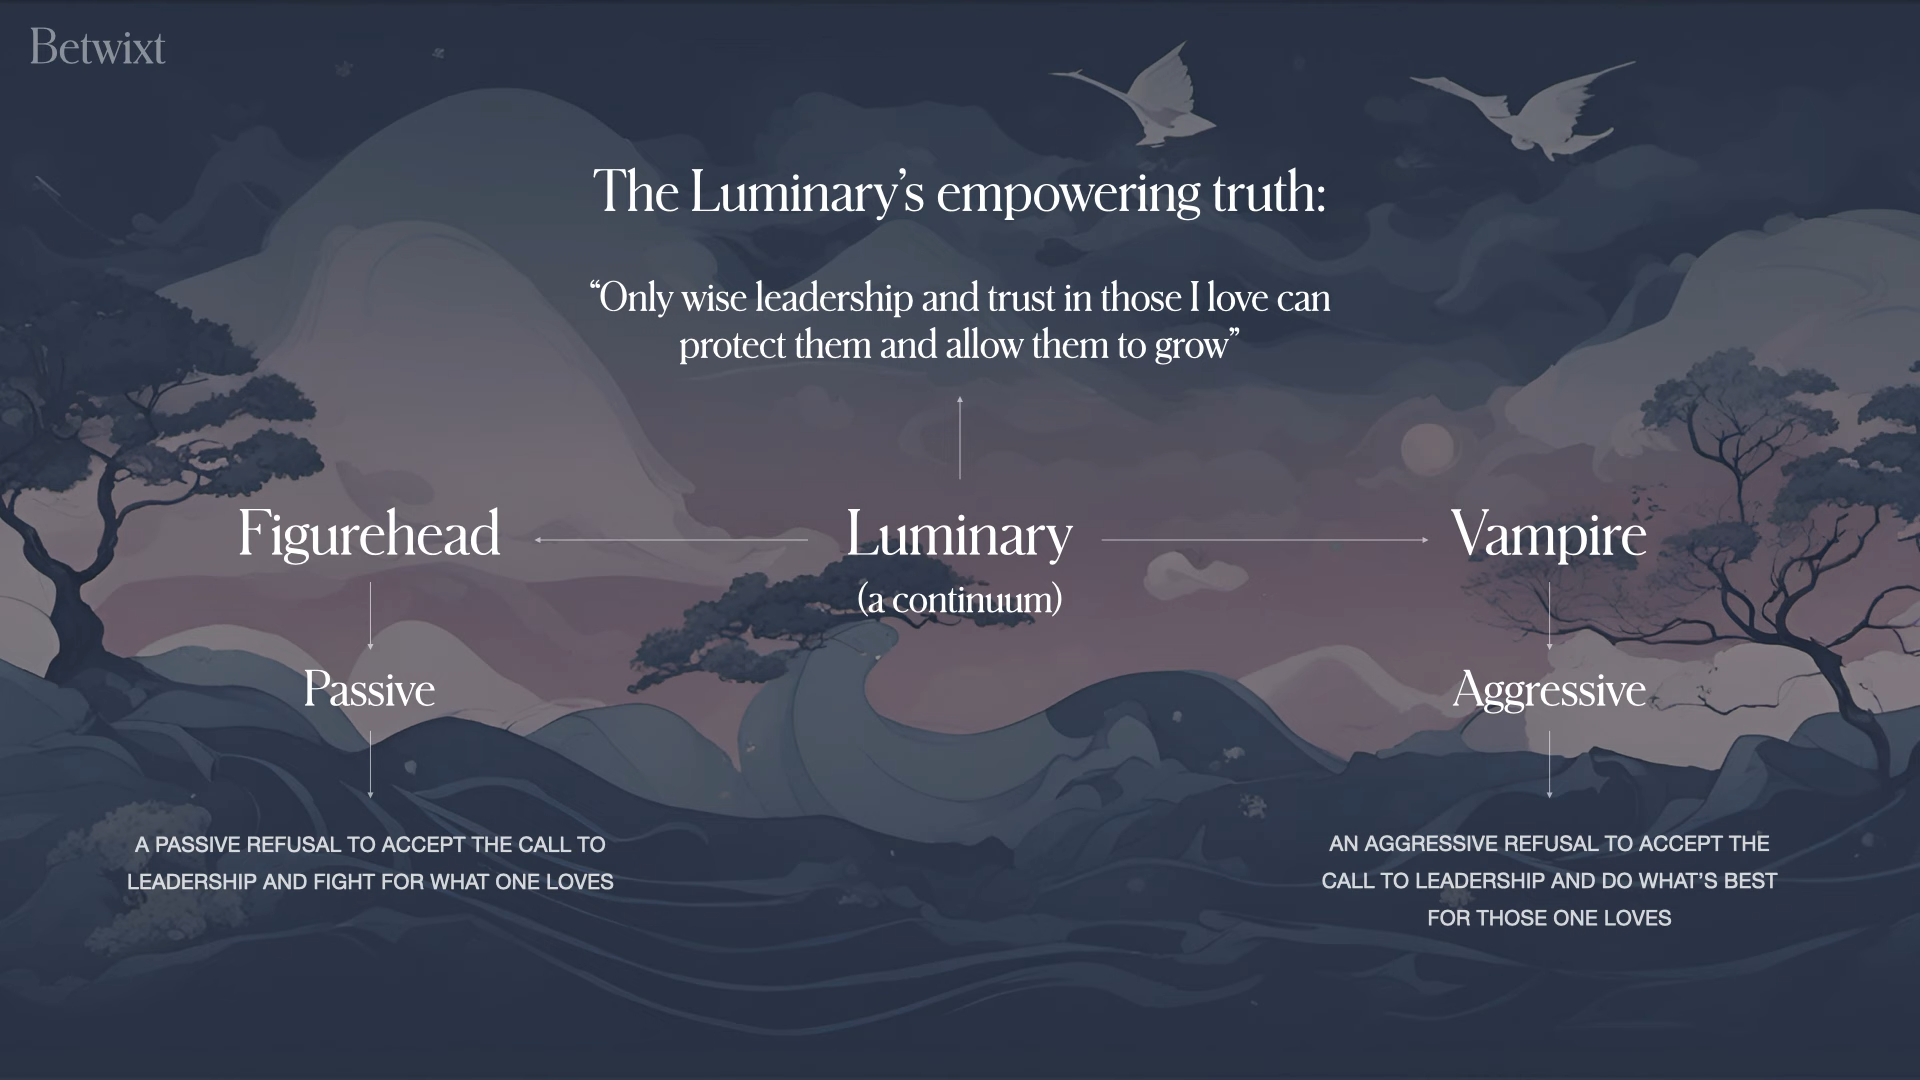 Betwixt
The Luminary’s empowering truth:
“Only wise leadership and trust in those I love can
protect them and allow them to grow”
Figurehead
Luminary
Vampire
(a continuum)
Passive
Aggressive
A PASSIVE REFUSAL TO ACCEPT THE CALL TO
LEADERSHIP AND FIGHT FOR WHAT ONE LOVES
AN AGGRESSIVE REFUSAL TO ACCEPT THE
CALL TO LEADERSHIP AND DO WHAT’S BEST
FOR THOSE ONE LOVES